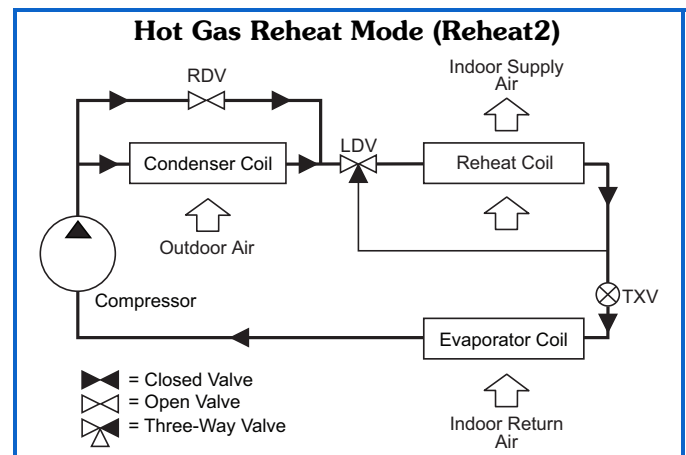 Hot Gas Reheat Mode (Reheat2)
RDV
Indoor Supply
Air
LDV
Condenser Coil
Reheat Coil
Outdoor Air
Compressor
TXV
Evaporator Coil
= Closed Valve
= Open Valve
= Three-Way Valve
Indoor Return
Air